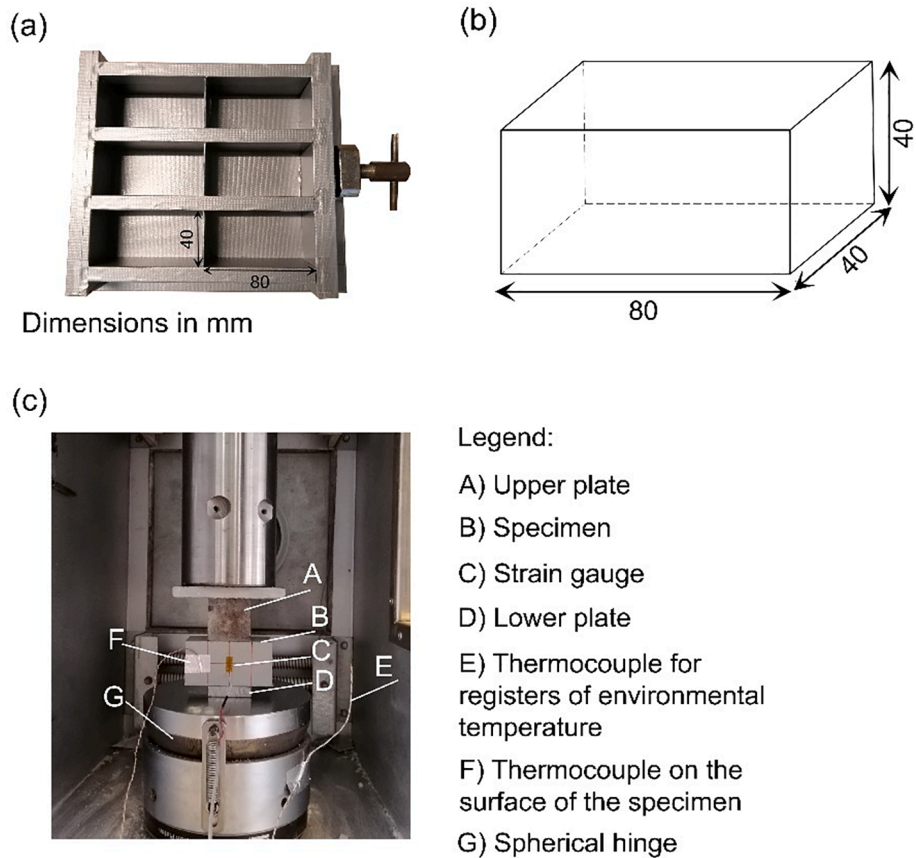 (a)
40
80
Dimensions in mm
(b)
40
40
80
(c)
A
B
C
D
E
F
G
Legend:
A) Upper plate
B) Specimen
C) Strain gauge
D) Lower plate
E) Thermocouple for
registers of environmental
temperature
F) Thermocouple on the
surface of the specimen
G) Spherical hinge